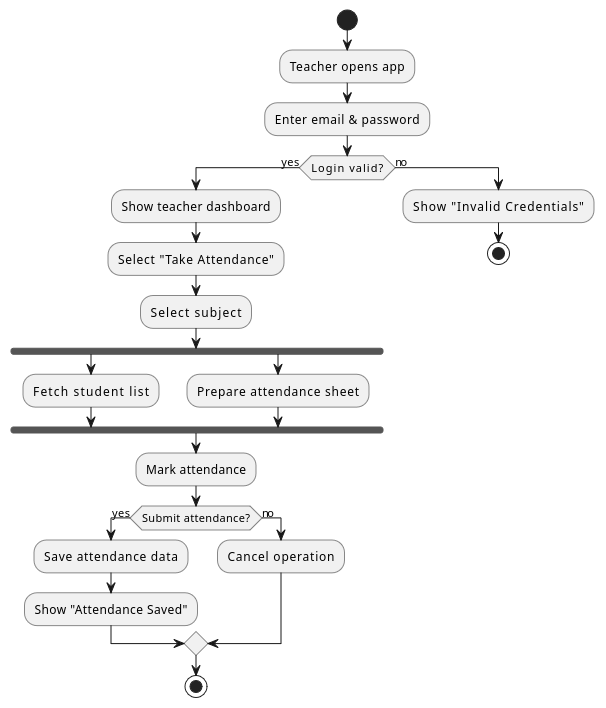 Teacher opens app
Enter email & password
yes
Login valid?
no
Show teacher dashboard
Show "Invalid Credentials"
Select "Take Attendance"
Select subject
Fetch student list
Prepare attendance sheet
Mark attendance
yes
Submit attendance?
no
Save attendance data
Cancel operation
Show "Attendance Saved"